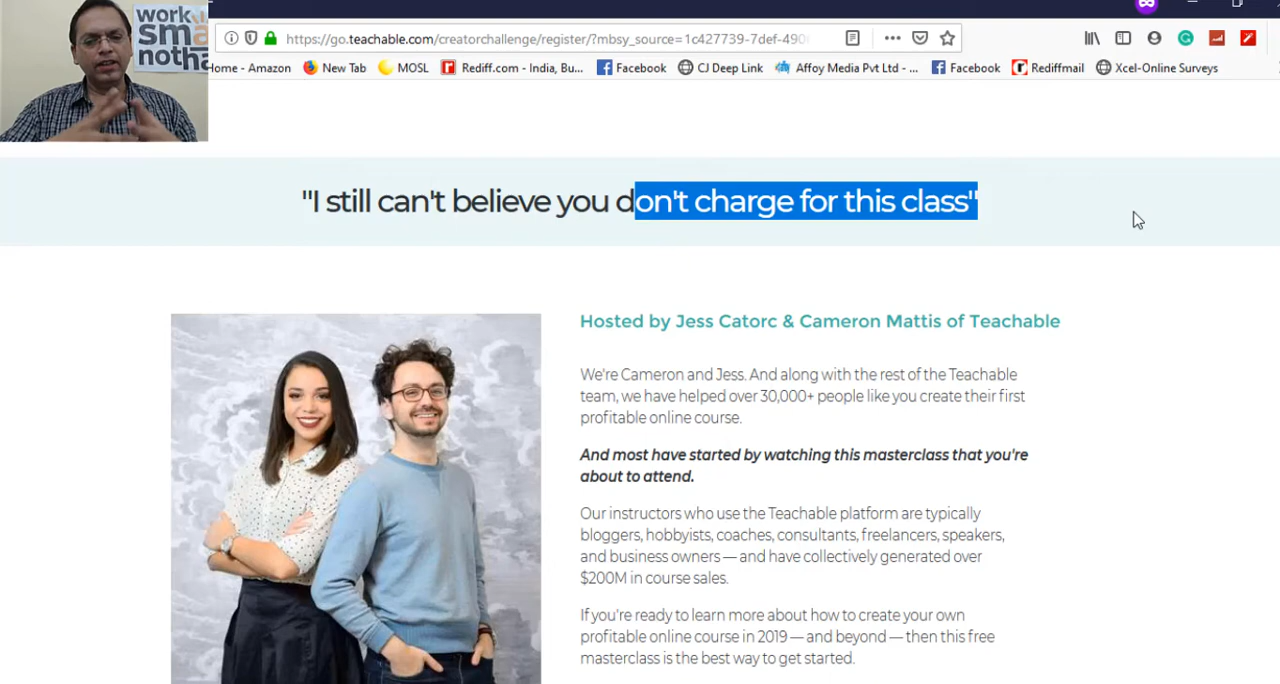 work
sma
notha
https://go.teachable.com/creatorchallenge/register/?mbsy_source=1c427739-7def-490
Home - Amazon New Tab MOSL Rediff.com - India, Bu... Facebook CJ Deep Link Affoy Media Pvt Ltd - ... Facebook Rediffmail Xcel-Online Surveys
"I still can't believe you don't charge for this class"
Hosted by Jess Catorc & Cameron Mattis of Teachable
We're Cameron and Jess. And along with the rest of the Teachable
team, we have helped over 30,000+ people like you create their first
profitable online course.
And most have started by watching this masterclass that you're
about to attend.
Our instructors who use the Teachable platform are typically
bloggers, hobbyists, coaches, consultants, freelancers, speakers,
and business owners — and have collectively generated over
$200M in course sales.
If you're ready to learn more about how to create your own
profitable online course in 2019 — and beyond — then this free
masterclass is the best way to get started.